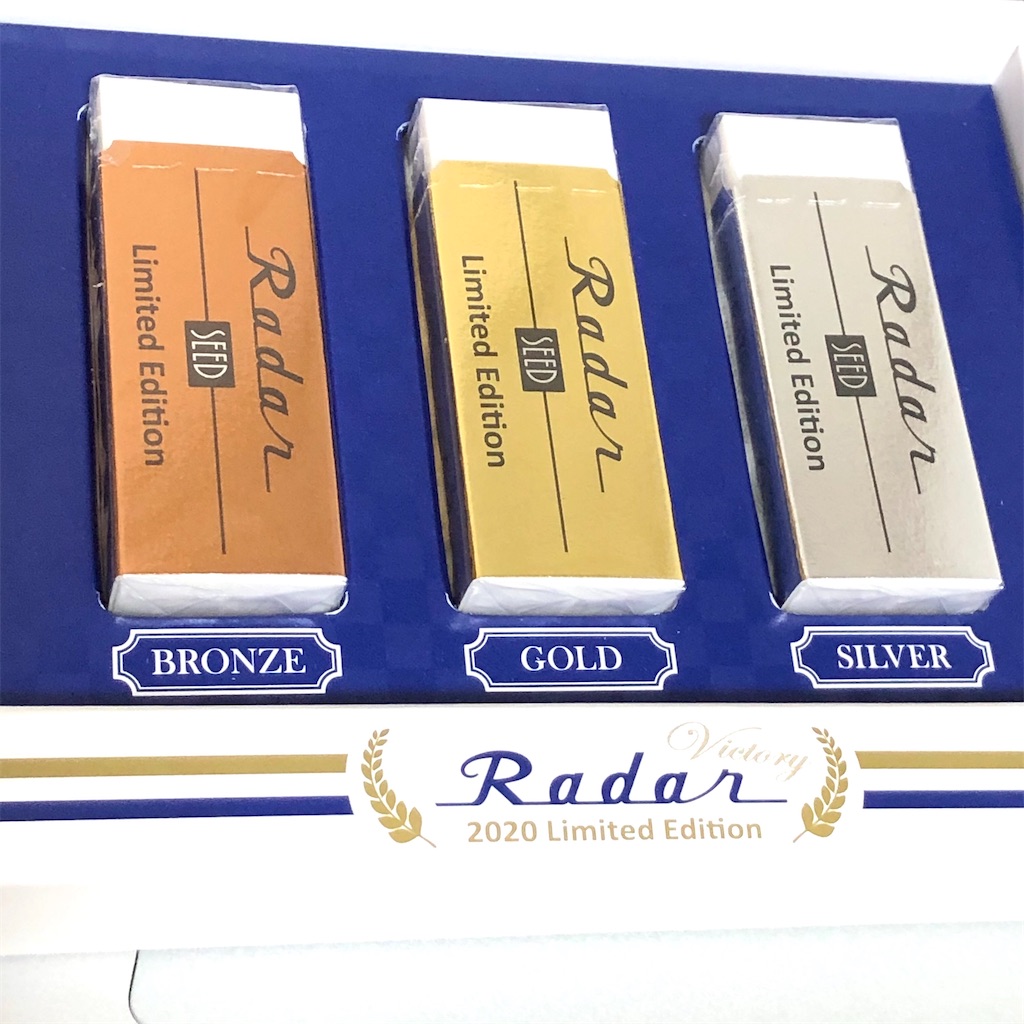 Radar
SEED
Limited Edition
Radar
SEED
Limited Edition
Radar
SEED
Limited Edition
BRONZE
GOLD
SILVER
Victory
Radar
2020 Limited Edition